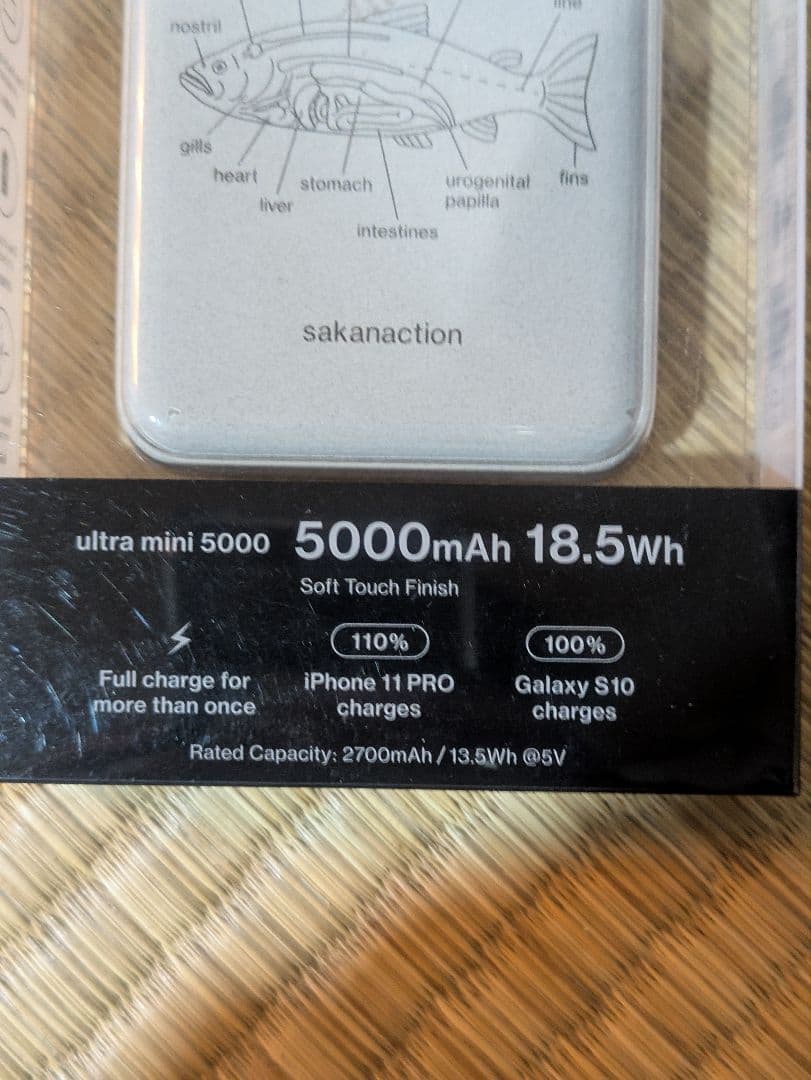 nostril
line
gills
heart
stomach
urogenital
papilla
fins
liver
intestines
sakanaction
ultra mini 5000 5000mAh 18.5Wh
Soft Touch Finish
110%
100%
Full charge for
more than once
iPhone 11 PRO
charges
Galaxy S10
charges
Rated Capacity: 2700mAh / 13.5Wh @5V